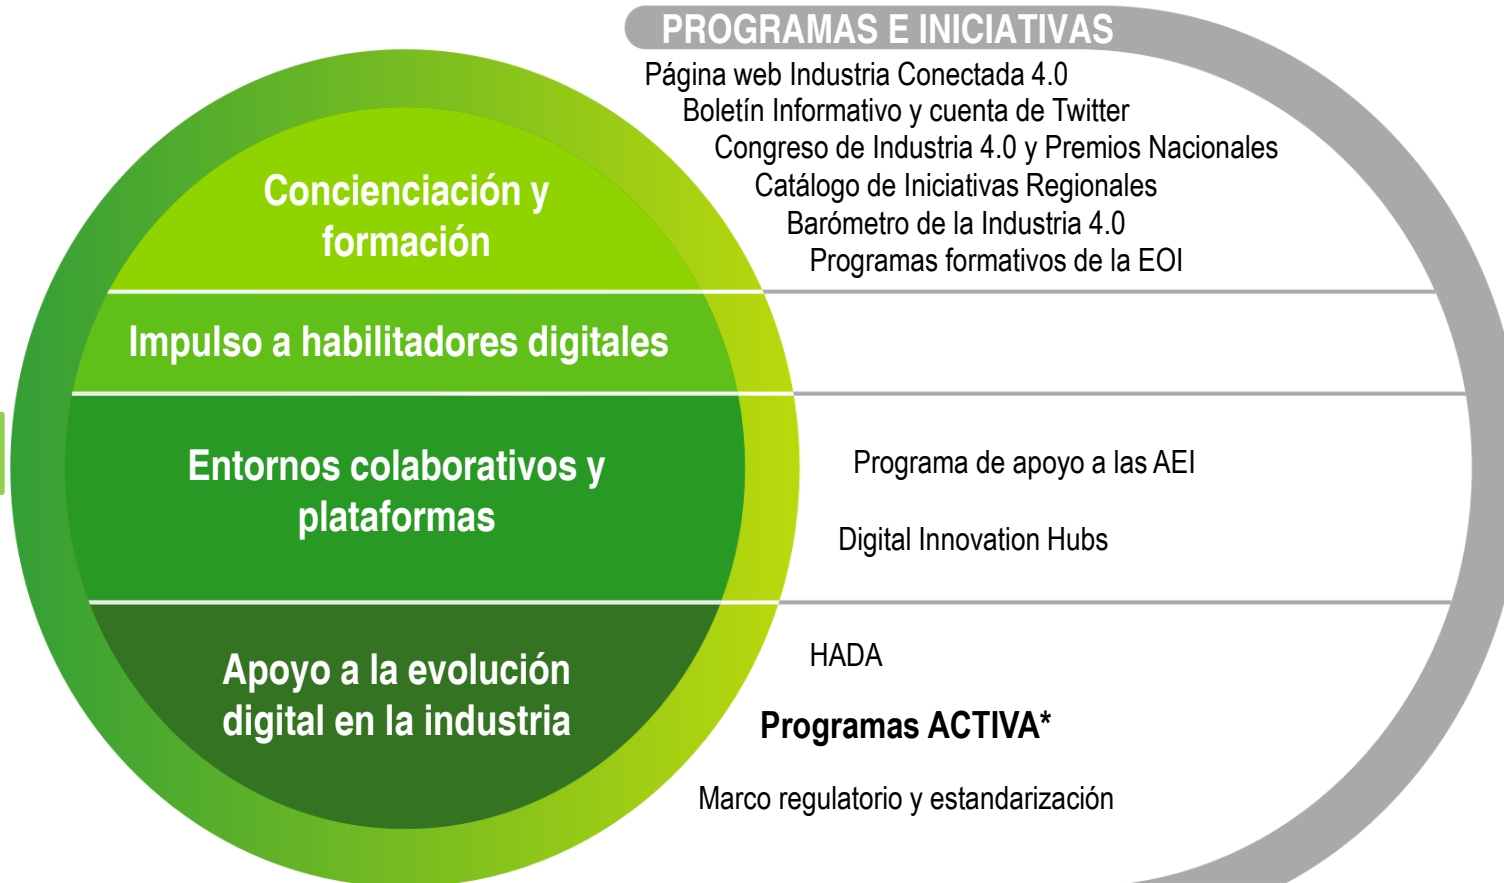 PROGRAMAS E INICIATIVAS
Página web Industria Conectada 4.0
Boletín Informativo y cuenta de Twitter
Congreso de Industria 4.0 y Premios Nacionales
Catálogo de Iniciativas Regionales
Barómetro de la Industria 4.0
Programas formativos de la EOI
Concienciación y
formación
Impulso a habilitadores digitales
Entornos colaborativos y
plataformas
Programa de apoyo a las AEI
Digital Innovation Hubs
Apoyo a la evolución
digital en la industria
HADA
Programas ACTIVA*
Marco regulatorio y estandarización